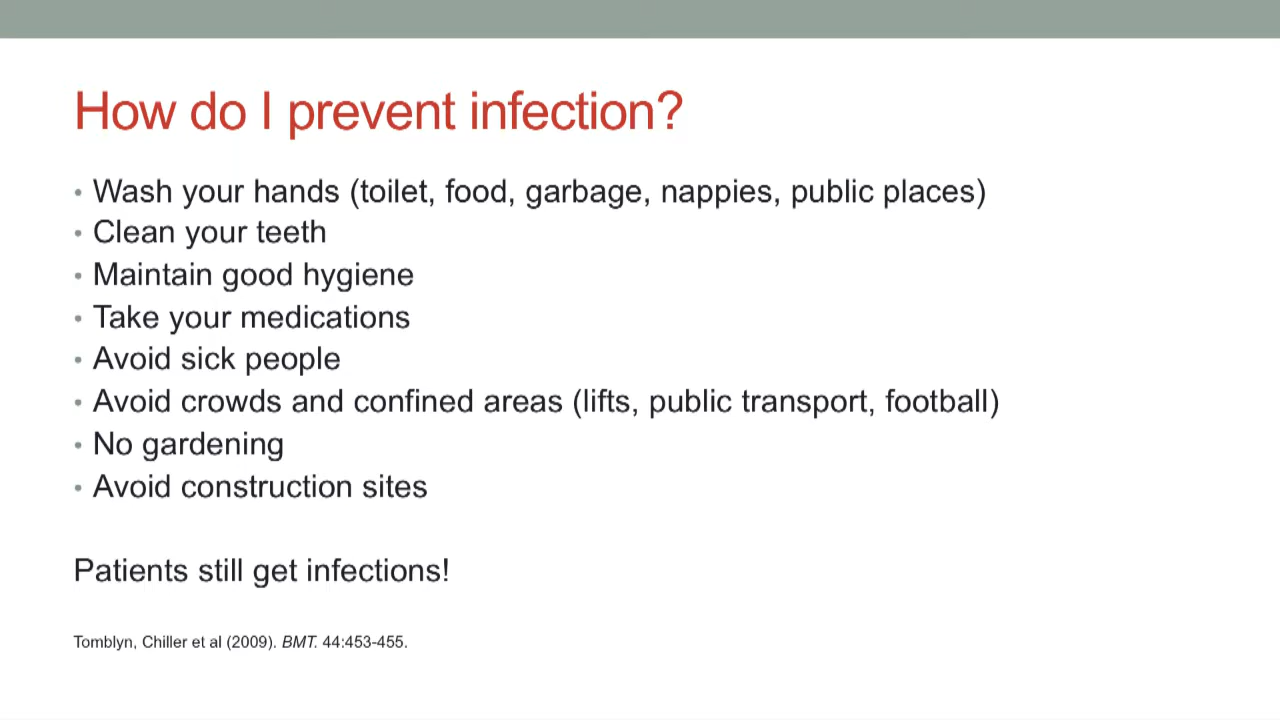 How do I prevent infection?
• Wash your hands (toilet, food, garbage, nappies, public places)
• Clean your teeth
• Maintain good hygiene
• Take your medications
• Avoid sick people
• Avoid crowds and confined areas (lifts, public transport, football)
• No gardening
• Avoid construction sites
Patients still get infections!
Tomblyn, Chiller et al (2009). BMT. 44:453-455.